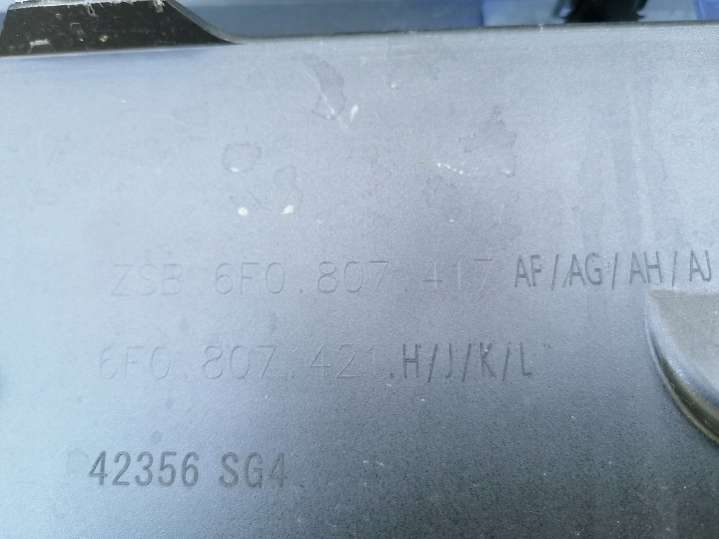 ZSB 6F0.807.417 AF/AG/AH/AJ
6F0.807.421.H/J/K/L
42356 SG4